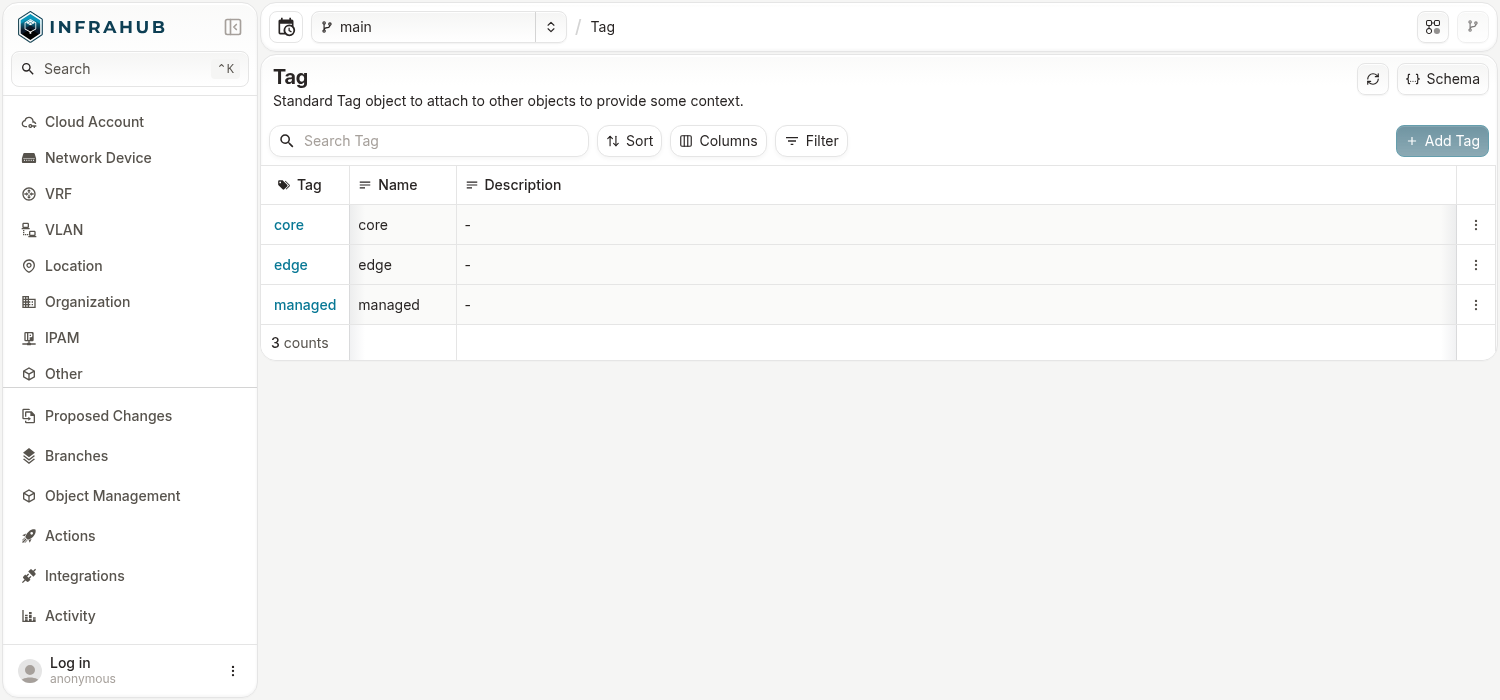 INFRAHUB
Search ⌃K
Cloud Account
Network Device
VRF
VLAN
Location
Organization
IPAM
Other
Proposed Changes
Branches
Object Management
Actions
Integrations
Activity
Log in
anonymous
main / Tag
Tag
Standard Tag object to attach to other objects to provide some context.
Schema
Search Tag Sort Columns Filter + Add Tag
Tag Name Description
core core -
edge edge -
managed managed -
3 counts